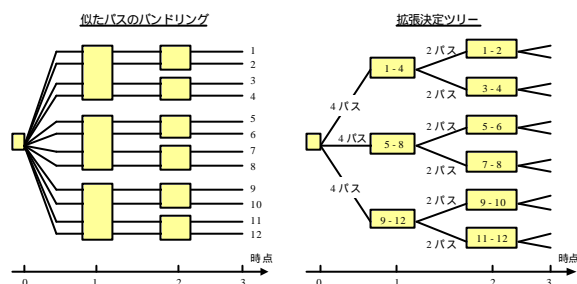 似たパスのバンドリング
1
2
3
4
5
6
7
8
9
10
11
12
時点
0
1
2
3
拡張決定ツリー
2 パス
1 - 2
1 - 4
2 パス
3 - 4
4 パス
2 パス
5 - 6
4 パス
5 - 8
2 パス
7 - 8
4 パス
2 パス
9 - 10
9 - 12
2 パス
11 - 12
時点
0
1
2
3